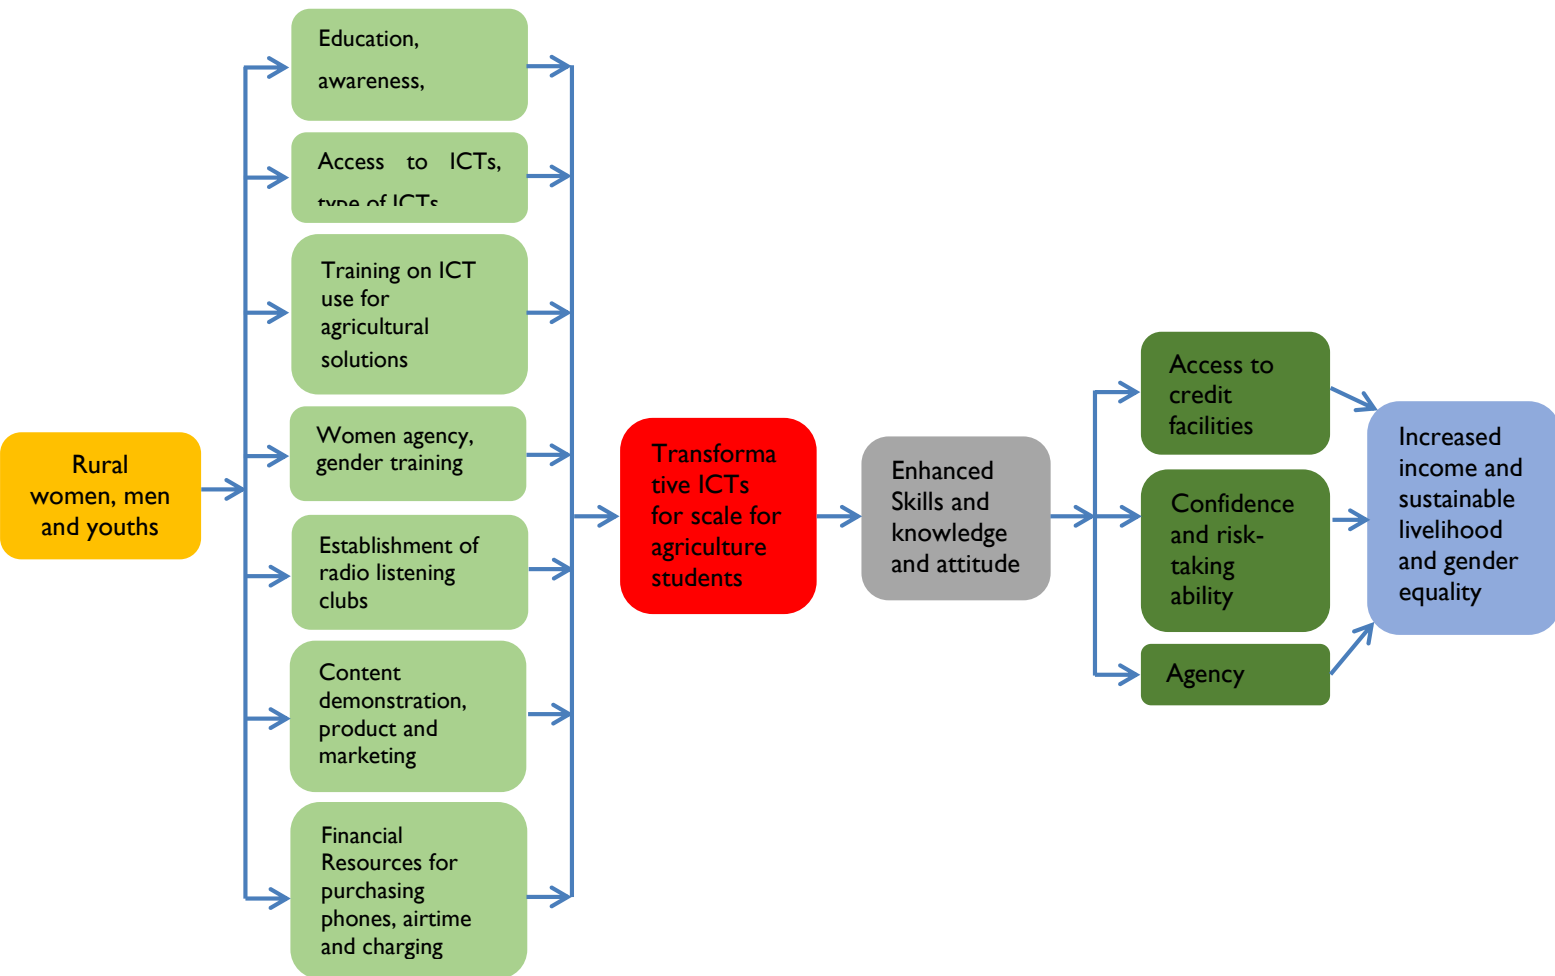 Rural
women, men
and youths
Education,
awareness,
Access to ICTs,
type of ICTs
Training on ICT
use for
agricultural
solutions
Women agency,
gender training
Establishment of
radio listening
clubs
Content
demonstration,
product and
marketing
Financial
Resources for
purchasing
phones, airtime
and charging
Transforma
tive ICTs
for scale for
agriculture
students
Enhanced
Skills and
knowledge
and attitude
Access to
credit
facilities
Confidence
and risk-
taking
ability
Agency
Increased
income and
sustainable
livelihood
and gender
equality